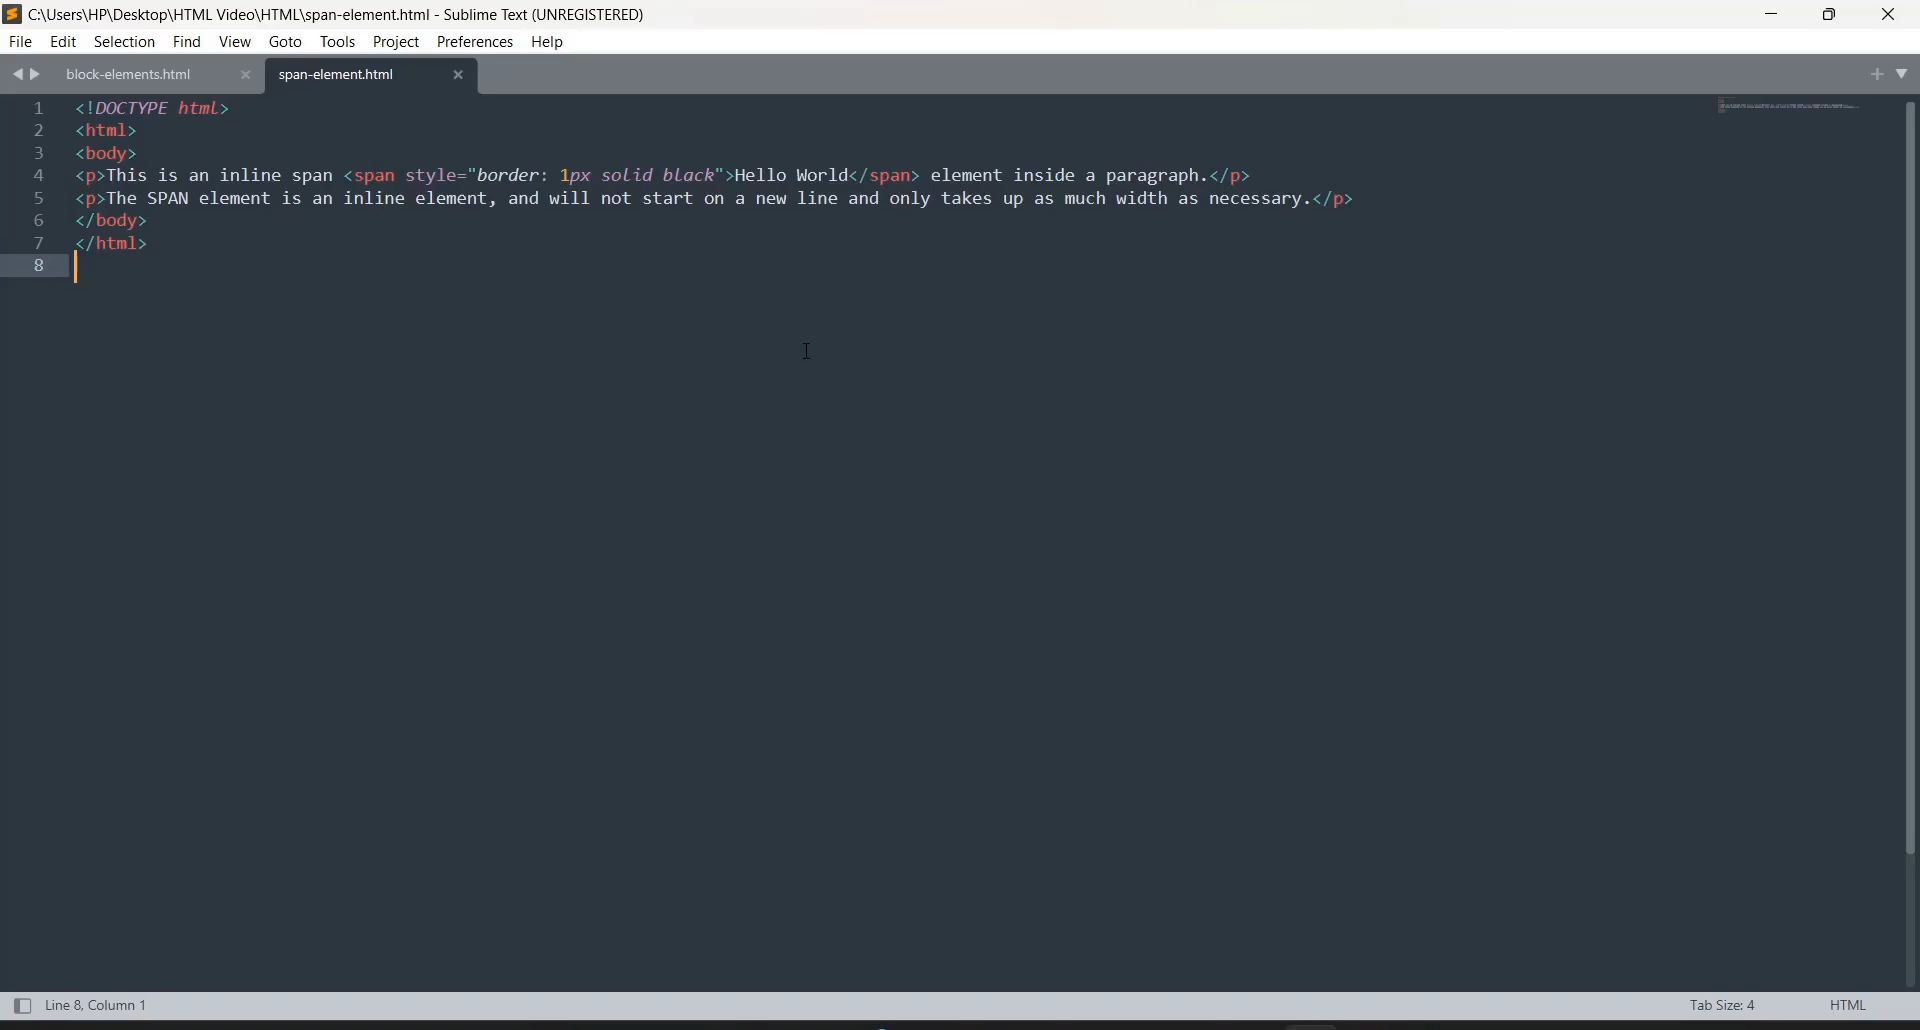 C:\Users\HP\Desktop\HTML Video\HTML\span-element.html - Sublime Text (UNREGISTERED)
File Edit Selection Find View Goto Tools Project Preferences Help
block-elements.html span-element.html
1 <!DOCTYPE html>
2 <html>
3 <body>
4 <p>This is an inline span <span style="border: 1px solid black">Hello World</span> element inside a paragraph.</p>
5 <p>The SPAN element is an inline element, and will not start on a new line and only takes up as much width as necessary.</p>
6 </body>
7 </html>
8
Line 8, Column 1 Tab Size: 4 HTML